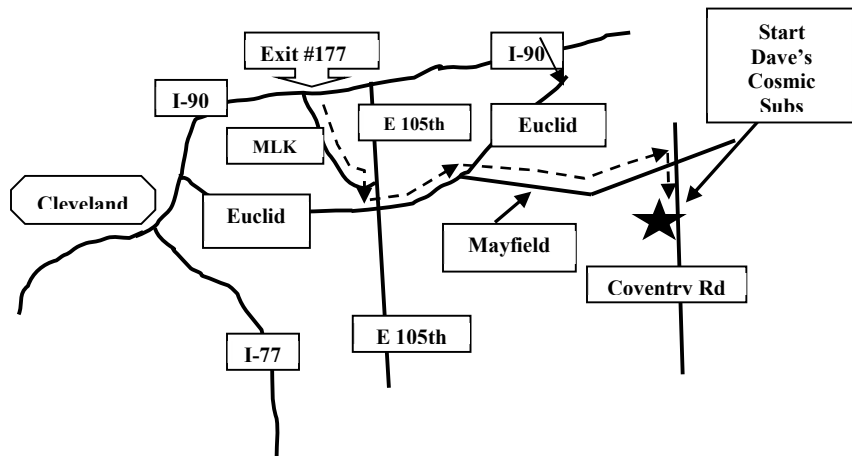 Start
Dave's
Cosmic
Subs
Exit #177
I-90
I-90
E 105th
Euclid
MLK
Cleveland
Euclid
Mayfield
Coventry Rd
E 105th
I-77